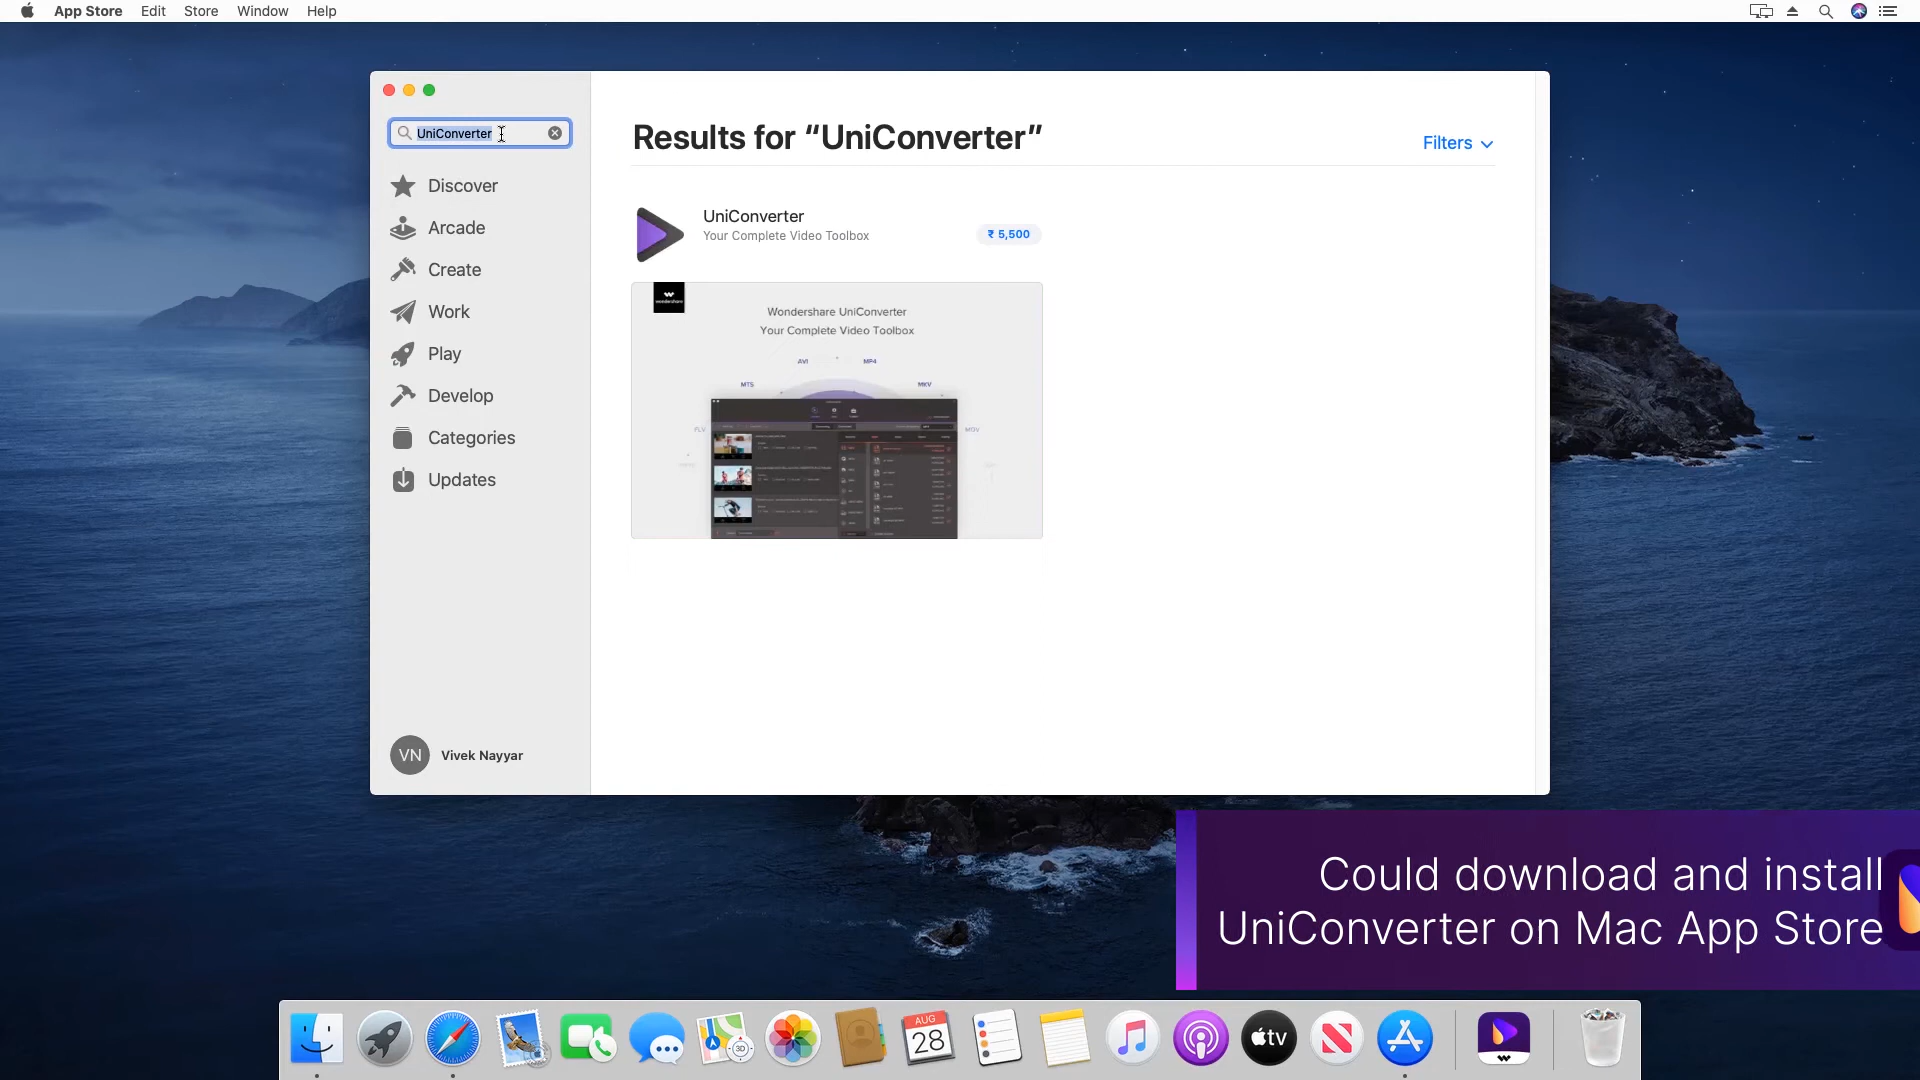 App Store Edit Store Window Help
UniConverter
Discover
Arcade
Create
Work
Play
Develop
Categories
Updates
VN Vivek Nayyar
Results for “UniConverter”
Filters
UniConverter
Your Complete Video Toolbox
₹ 5,500
wondershare
Wondershare UniConverter
Your Complete Video Toolbox
AVI MP4
MTS MKV
FLV MOV
Could download and install
UniConverter on Mac App Store
AUG
28
tv